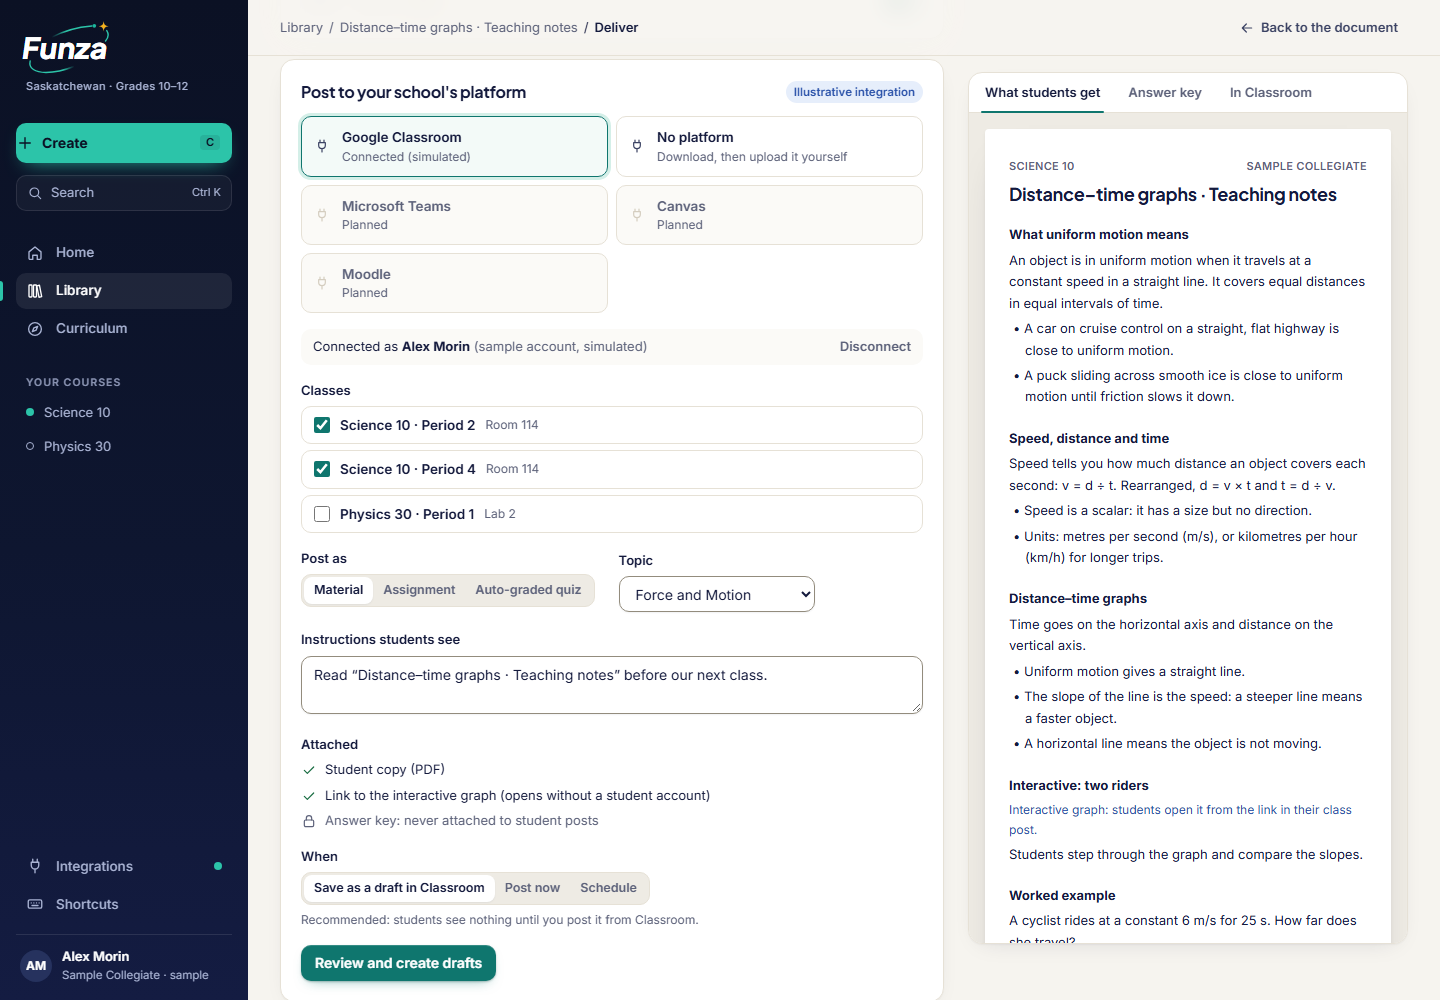 Funza
Saskatchewan · Grades 10–12
Create
C
Search
Ctrl K
Home
Library
Curriculum
YOUR COURSES
Science 10
Physics 30
Integrations
Shortcuts
AM
Alex Morin
Sample Collegiate · sample
Library / Distance–time graphs · Teaching notes / Deliver
Back to the document
Post to your school's platform
Illustrative integration
Google Classroom
Connected (simulated)
No platform
Download, then upload it yourself
Microsoft Teams
Planned
Canvas
Planned
Moodle
Planned
Connected as Alex Morin (sample account, simulated)
Disconnect
Classes
Science 10 · Period 2 Room 114
Science 10 · Period 4 Room 114
Physics 30 · Period 1 Lab 2
Post as
Material
Assignment
Auto-graded quiz
Topic
Force and Motion
Instructions students see
Read “Distance–time graphs · Teaching notes” before our next class.
Attached
Student copy (PDF)
Link to the interactive graph (opens without a student account)
Answer key: never attached to student posts
When
Save as a draft in Classroom
Post now
Schedule
Recommended: students see nothing until you post it from Classroom.
Review and create drafts
What students get
Answer key
In Classroom
SCIENCE 10
SAMPLE COLLEGIATE
Distance–time graphs · Teaching notes
What uniform motion means
An object is in uniform motion when it travels at a
constant speed in a straight line. It covers equal distances
in equal intervals of time.
• A car on cruise control on a straight, flat highway is
close to uniform motion.
• A puck sliding across smooth ice is close to uniform
motion until friction slows it down.
Speed, distance and time
Speed tells you how much distance an object covers each
second: v = d ÷ t. Rearranged, d = v × t and t = d ÷ v.
• Speed is a scalar: it has a size but no direction.
• Units: metres per second (m/s), or kilometres per hour
(km/h) for longer trips.
Distance–time graphs
Time goes on the horizontal axis and distance on the
vertical axis.
• Uniform motion gives a straight line.
• The slope of the line is the speed: a steeper line means
a faster object.
• A horizontal line means the object is not moving.
Interactive: two riders
Interactive graph: students open it from the link in their class
post.
Students step through the graph and compare the slopes.
Worked example
A cyclist rides at a constant 6 m/s for 25 s. How far does
she travel?